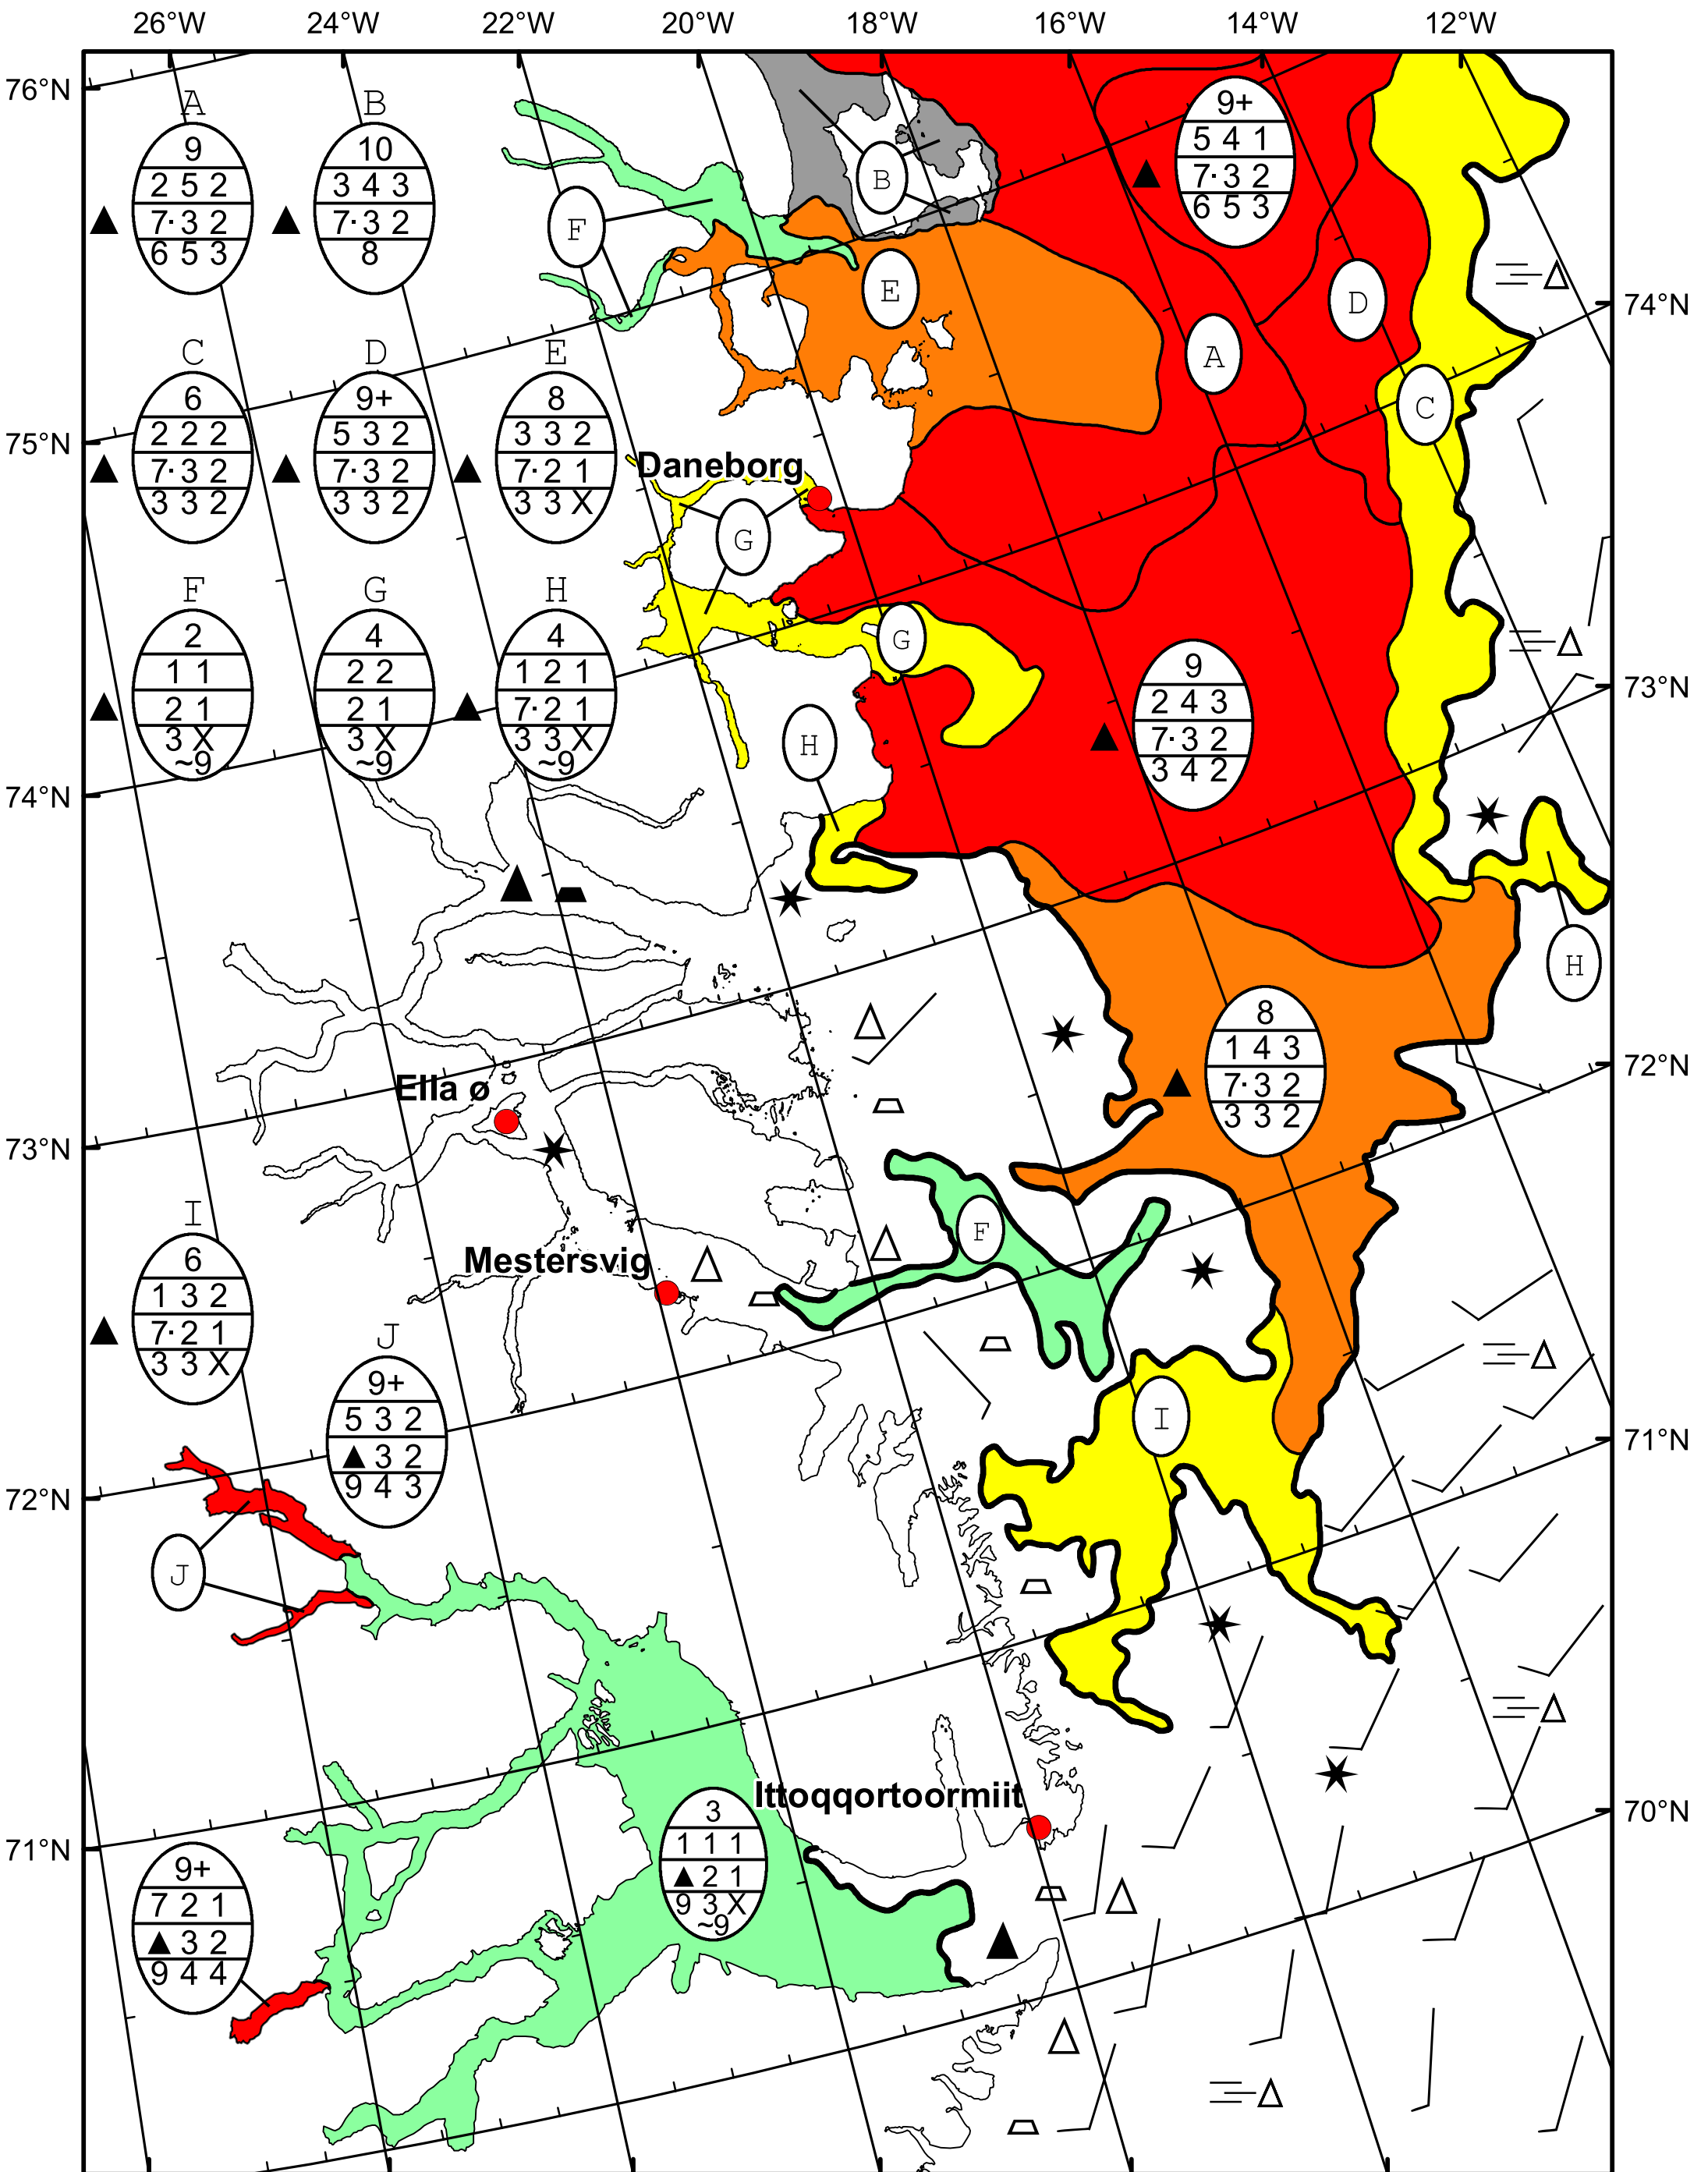 26°W 24°W 22°W 20°W 18°W 16°W 14°W 12°W
76°N
A
9
2 5 2
7· 3 2
6 5 3
B
10
3 4 3
7· 3 2
8
B
9+
5 4 1
7· 3 2
6 5 3
F
E
D
A
C
74°N
C
6
2 2 2
7· 3 2
3 3 2
D
9+
5 3 2
7· 3 2
3 3 2
E
8
3 3 2
7· 2 1
3 3 X
75°N
Daneborg
G
F
2
1 1
2 1
3 X
~9
G
4
2 2
2 1
3 X
~9
H
4
1 2 1
7· 2 1
3 3 X
~9
G
9
2 4 3
7· 3 2
3 4 2
73°N
H
74°N
H
8
1 4 3
7· 3 2
3 3 2
72°N
Ella ø
73°N
F
Mestersvig
I
6
1 3 2
7· 2 1
3 3 X
J
9+
5 3 2
▲ 3 2
9 4 3
I
71°N
72°N
J
Ittoqqortoormiit
70°N
71°N
3
1 1 1
▲ 2 1
9 3 X
~9
9+
7 2 1
▲ 3 2
9 4 4